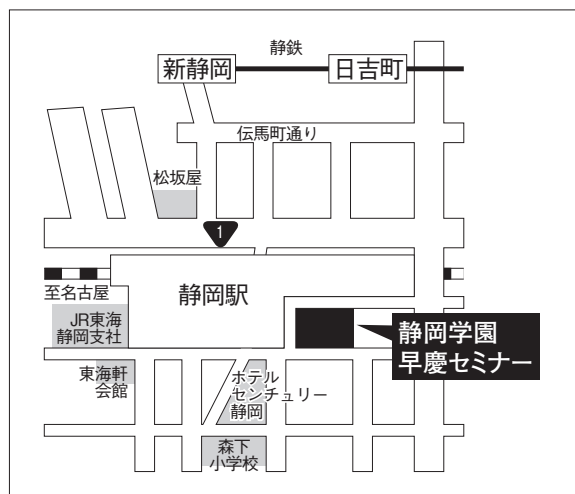 静鉄
新静岡
日吉町
伝馬町通り
松坂屋
1
至名古屋
静岡駅
JR東海
静岡支社
静岡学園
早慶セミナー
東海軒
会館
ホテル
センチュリー
静岡
森下
小学校